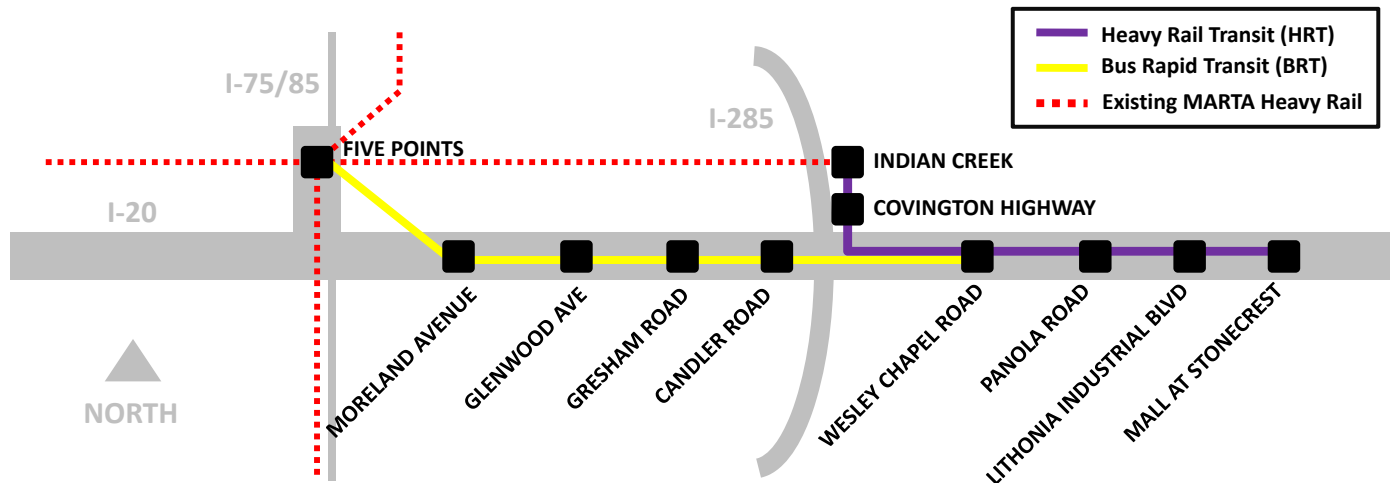 Heavy Rail Transit (HRT)
Bus Rapid Transit (BRT)
Existing MARTA Heavy Rail
I-75/85
I-285
FIVE POINTS
INDIAN CREEK
COVINGTON HIGHWAY
I-20
MORELAND AVENUE
GLENWOOD AVE
GRESHAM ROAD
CANDLER ROAD
WESLEY CHAPEL ROAD
PANOLA ROAD
LITHONIA INDUSTRIAL BLVD
MALL AT STONECREST
NORTH